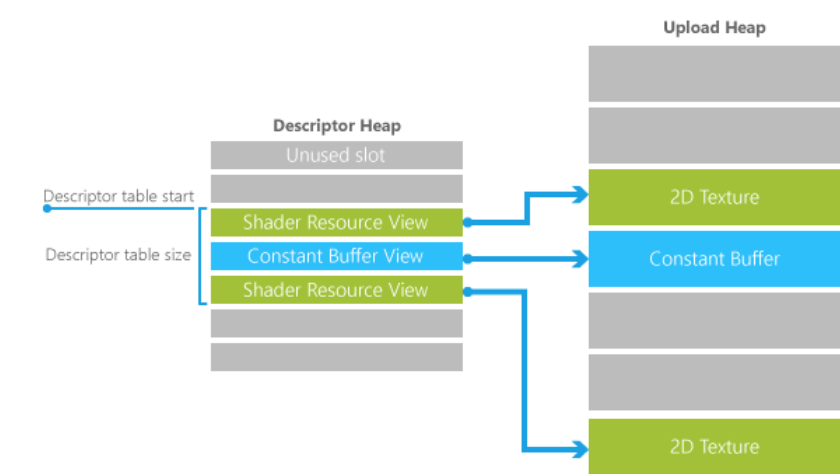 Upload Heap
Descriptor Heap
Unused slot
Descriptor table start
Shader Resource View
2D Texture
Descriptor table size
Constant Buffer View
Constant Buffer
Shader Resource View
2D Texture